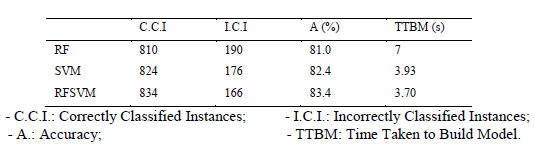 C.C.I I.C.I A (%) TTBM (s)
RF 810 190 81.0 7
SVM 824 176 82.4 3.93
RFSVM 834 166 83.4 3.70
- C.C.I.: Correctly Classified Instances; - I.C.I.: Incorrectly Classified Instances;
- A.: Accuracy; - TTBM: Time Taken to Build Model.